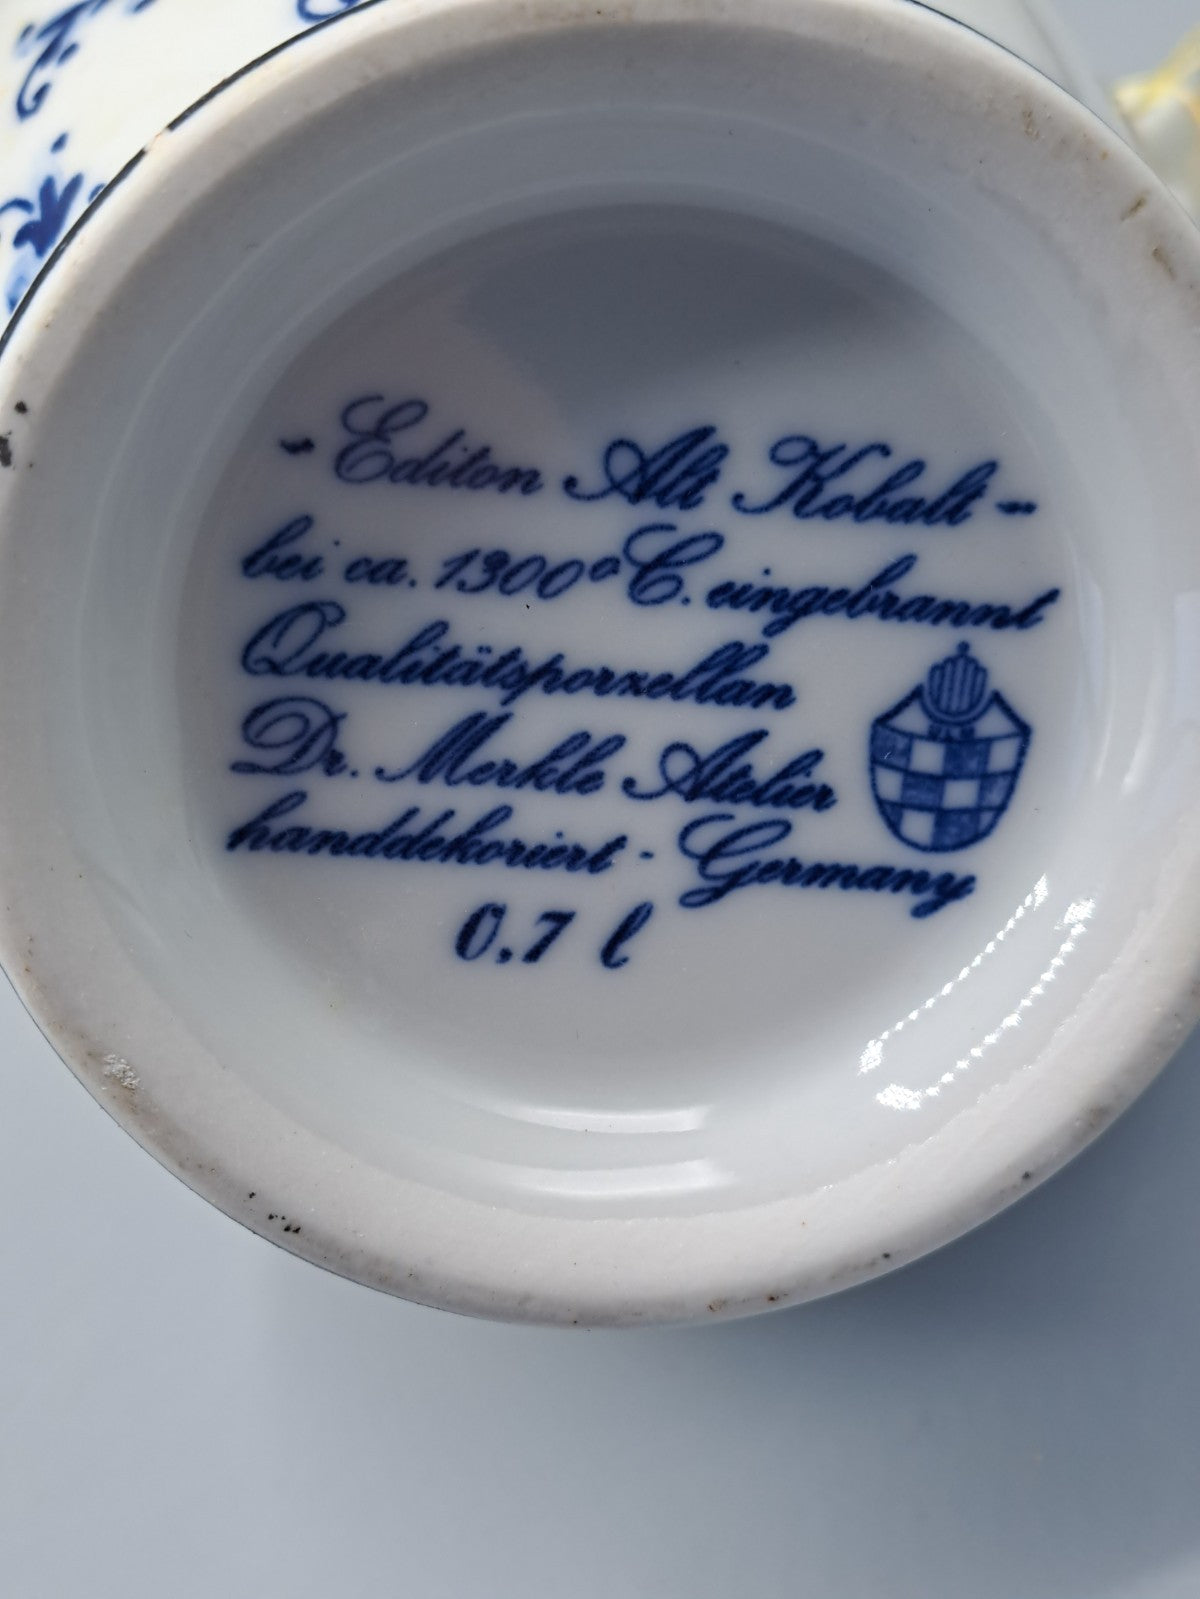 - Editon Alt Kobalt -
bei ca. 1300° C. eingebrannt
Qualitätsporzellan
Dr. Merkle Atelier
handdekoriert - Germany
0,7 l